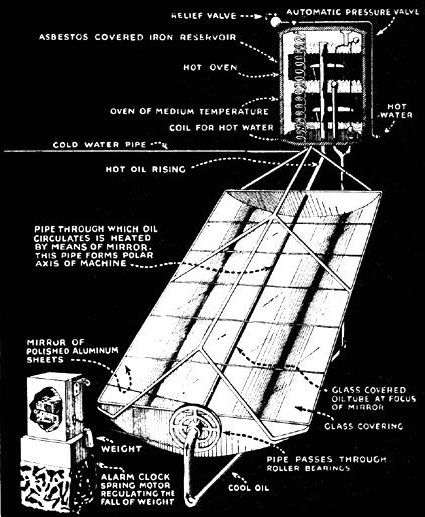 RELIEF VALVE
AUTOMATIC PRESSURE VALVE
ASBESTOS COVERED IRON RESERVOIR
HOT OVEN
OVEN OF MEDIUM TEMPERATURE
COIL FOR HOT WATER
HOT
WATER
COLD WATER PIPE
HOT OIL RISING
PIPE THROUGH WHICH OIL
CIRCULATES IS HEATED
BY MEANS OF MIRROR.
THIS PIPE FORMS POLAR
AXIS OF MACHINE
MIRROR OF
POLISHED ALUMINUM
SHEETS
GLASS COVERED
OIL TUBE AT FOCUS
OF MIRROR
GLASS COVERING
WEIGHT
PIPE PASSES THROUGH
ROLLER BEARINGS
ALARM CLOCK
SPRING MOTOR
REGULATING THE
FALL OF WEIGHT
COOL OIL